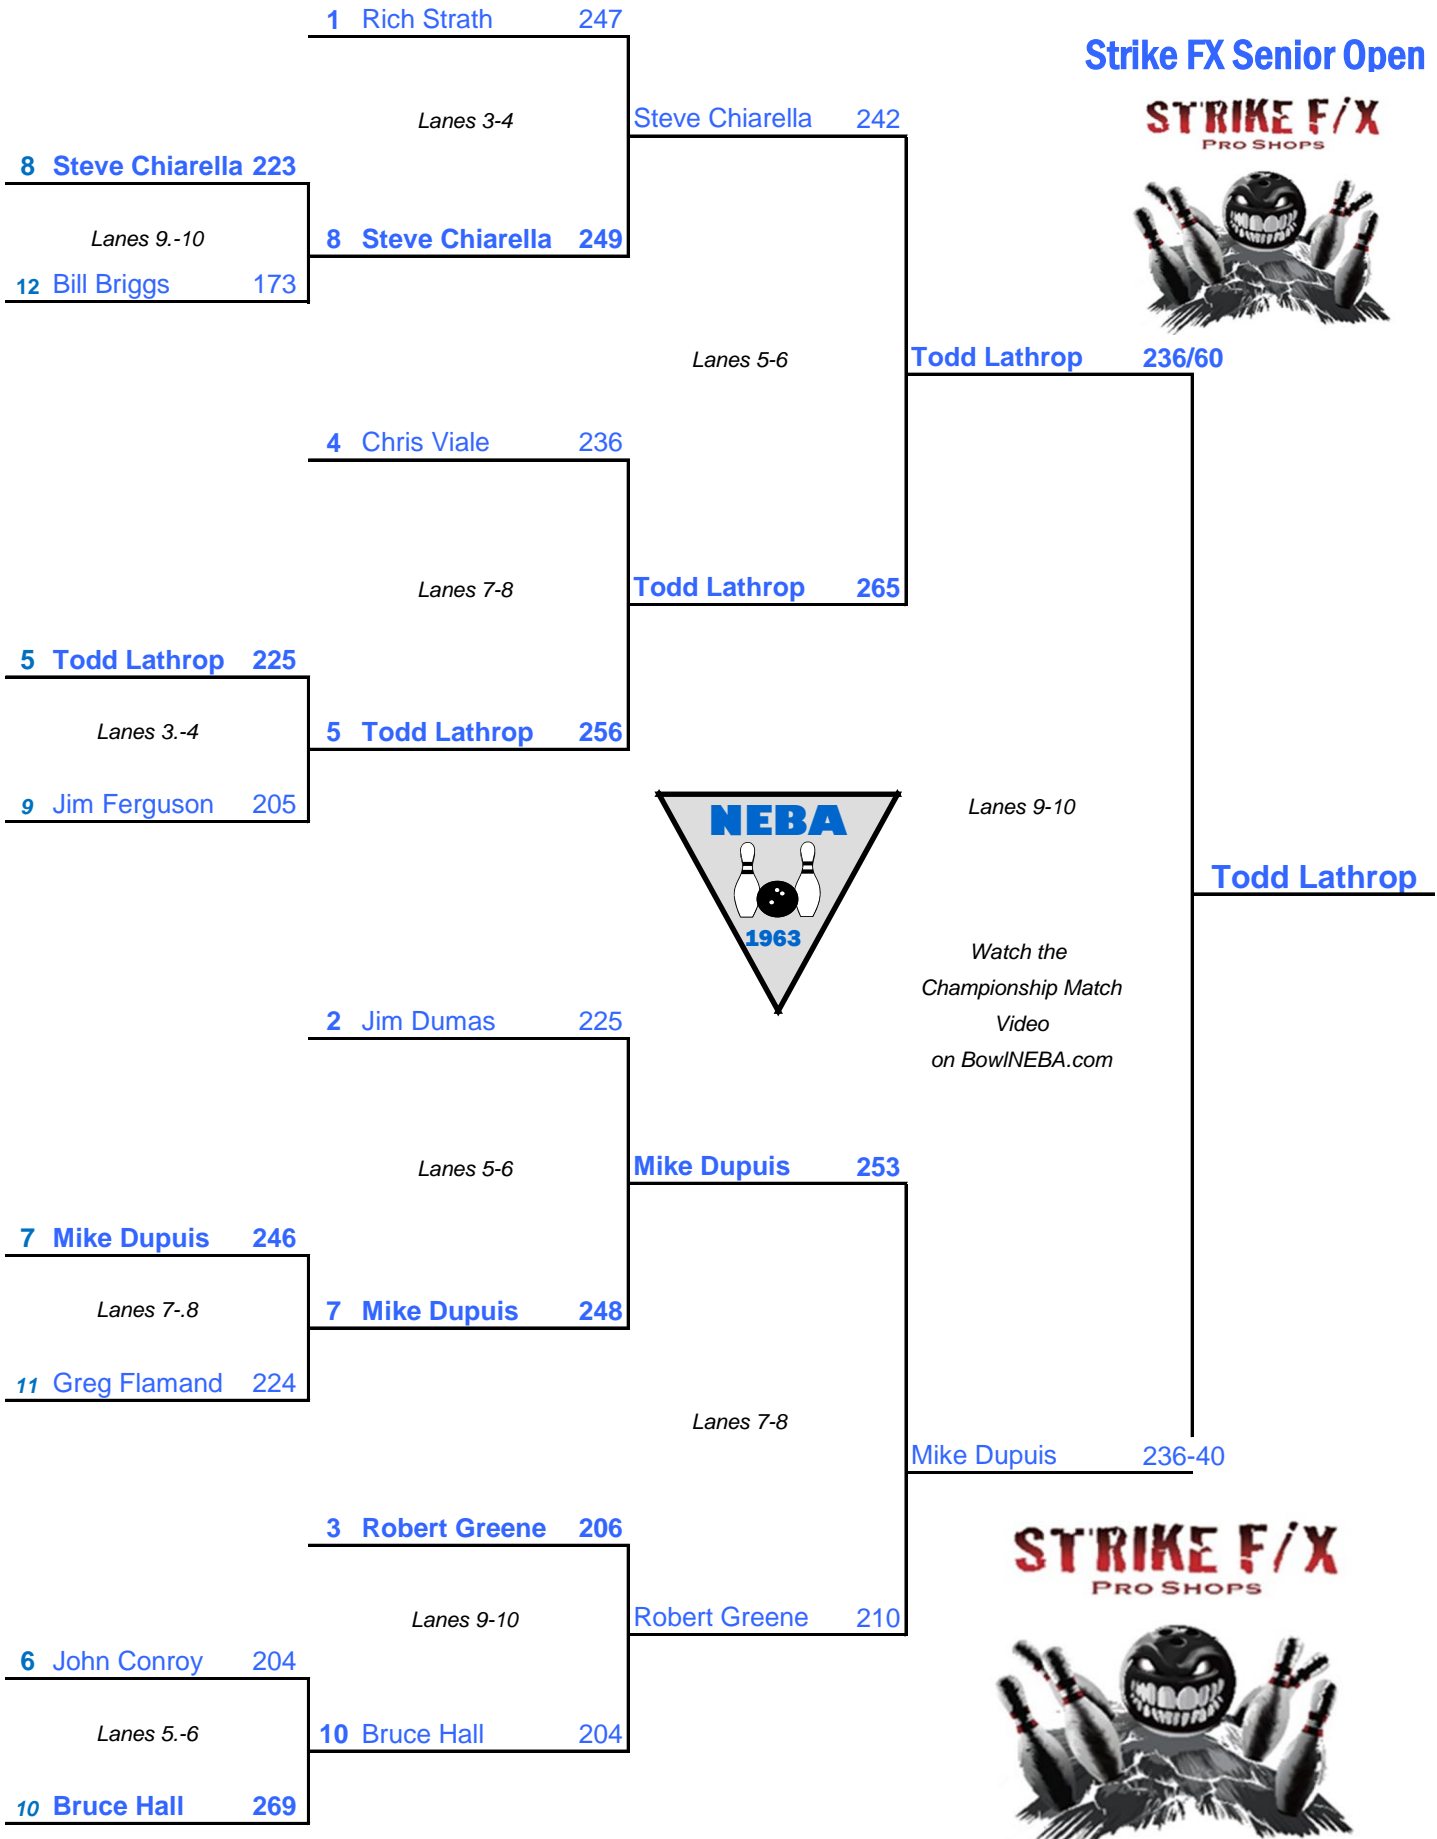 1 Rich Strath 247
Strike FX Senior Open
Lanes 3-4
Steve Chiarella 242
STRIKE F/X
PRO SHOPS
8 Steve Chiarella 223
Lanes 9.-10
8 Steve Chiarella 249
12 Bill Briggs 173
Lanes 5-6
Todd Lathrop 236/60
4 Chris Viale 236
Lanes 7-8
Todd Lathrop 265
5 Todd Lathrop 225
Lanes 3.-4
5 Todd Lathrop 256
9 Jim Ferguson 205
NEBA
1963
Lanes 9-10
Todd Lathrop
Watch the
Championship Match
Video
on BowlNEBA.com
2 Jim Dumas 225
Lanes 5-6
Mike Dupuis 253
7 Mike Dupuis 246
Lanes 7-.8
7 Mike Dupuis 248
11 Greg Flamand 224
Lanes 7-8
Mike Dupuis 236-40
3 Robert Greene 206
STRIKE F/X
PRO SHOPS
Lanes 9-10
Robert Greene 210
6 John Conroy 204
Lanes 5.-6
10 Bruce Hall 204
10 Bruce Hall 269